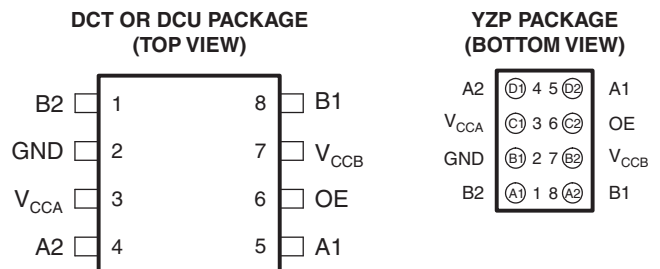 DCT OR DCU PACKAGE
(TOP VIEW)
B2 1 8 B1
GND 2 7 VCCB
VCCA 3 6 OE
A2 4 5 A1
YZP PACKAGE
(BOTTOM VIEW)
A2 D1 4 5 D2 A1
VCCA C1 3 6 C2 OE
GND B1 2 7 B2 VCCB
B2 A1 1 8 A2 B1